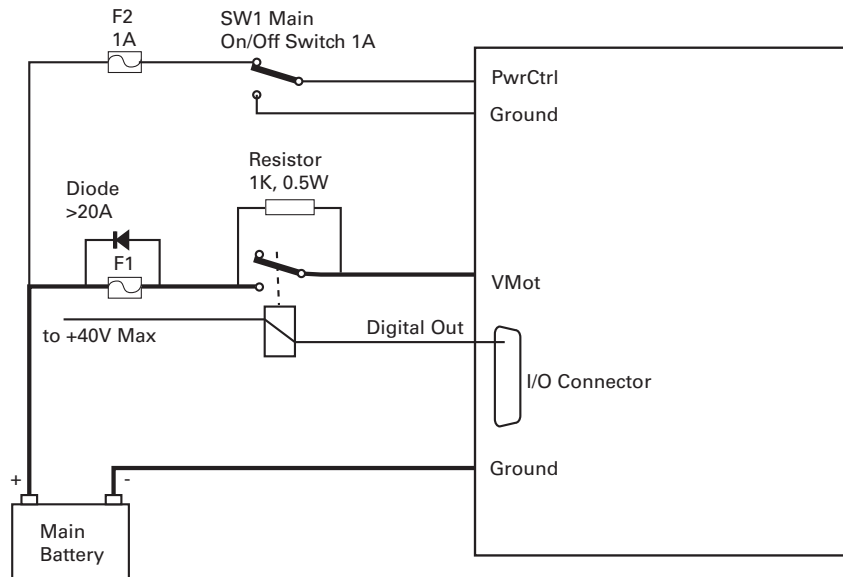 F2
1A
SW1 Main
On/Off Switch 1A
PwrCtrl
Ground
Resistor
1K, 0.5W
Diode
>20A
F1
VMot
to +40V Max
Digital Out
I/O Connector
Ground
+
-
Main
Battery